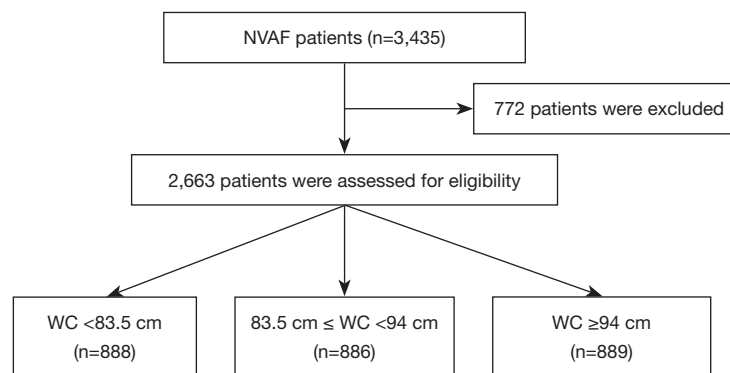 NVAF patients (n=3,435)
772 patients were excluded
2,663 patients were assessed for eligibility
WC <83.5 cm
(n=888)
83.5 cm ≤ WC <94 cm
(n=886)
WC ≥94 cm
(n=889)